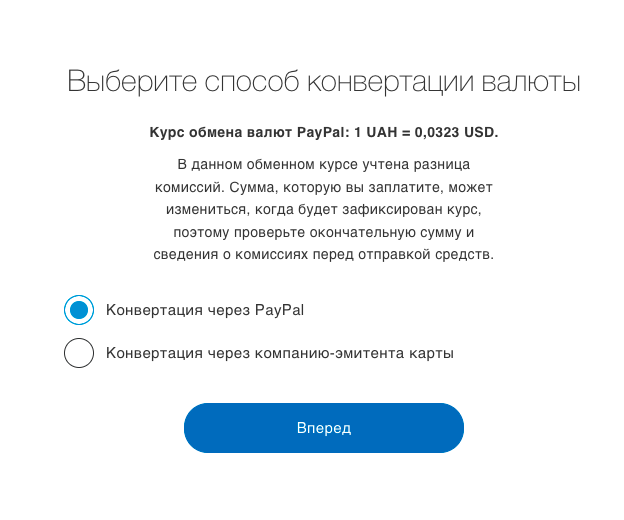 Выберите способ конвертации валюты
Курс обмена валют PayPal: 1 UAH = 0,0323 USD.
В данном обменном курсе учтена разница
комиссий. Сумма, которую вы заплатите, может
измениться, когда будет зафиксирован курс,
поэтому проверьте окончательную сумму и
сведения о комиссиях перед отправкой средств.
Конвертация через PayPal
Конвертация через компанию-эмитента карты
Вперед